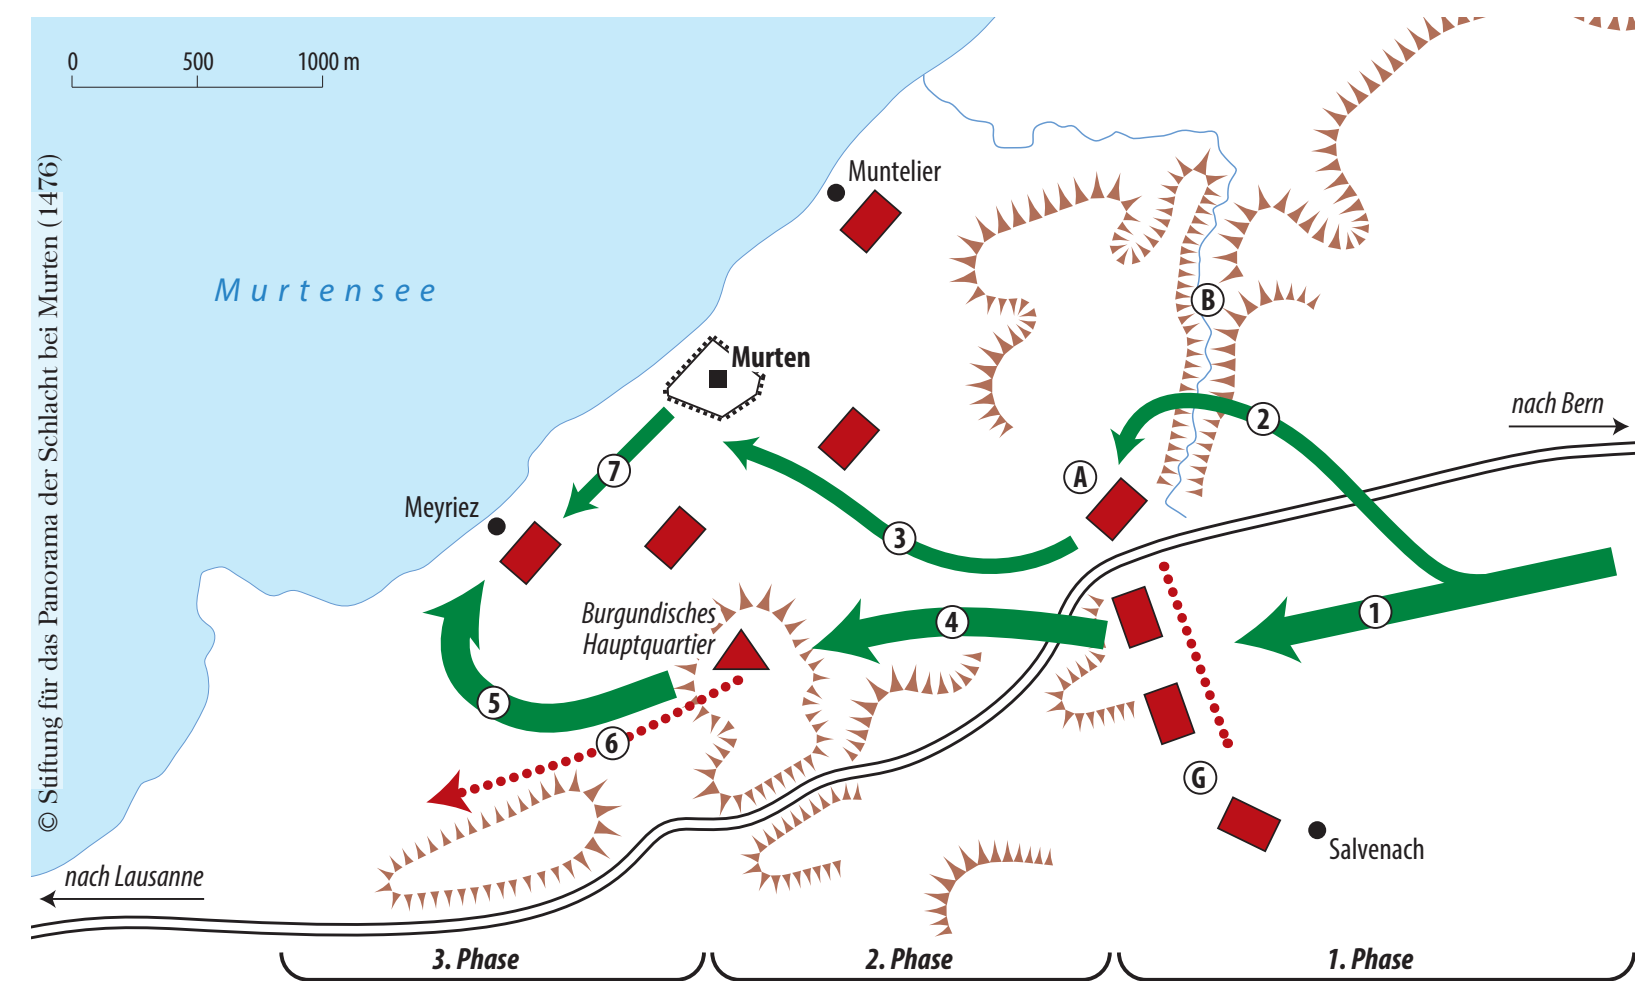 0 500 1000 m
© Stiftung für das Panorama der Schlacht bei Murten (1476)
Muntelier
Murtensee
B
Murten
nach Bern
2
7
A
Meyriez
3
Burgundisches
Hauptquartier
4
1
5
6
G
Salvenach
nach Lausanne
3. Phase
2. Phase
1. Phase